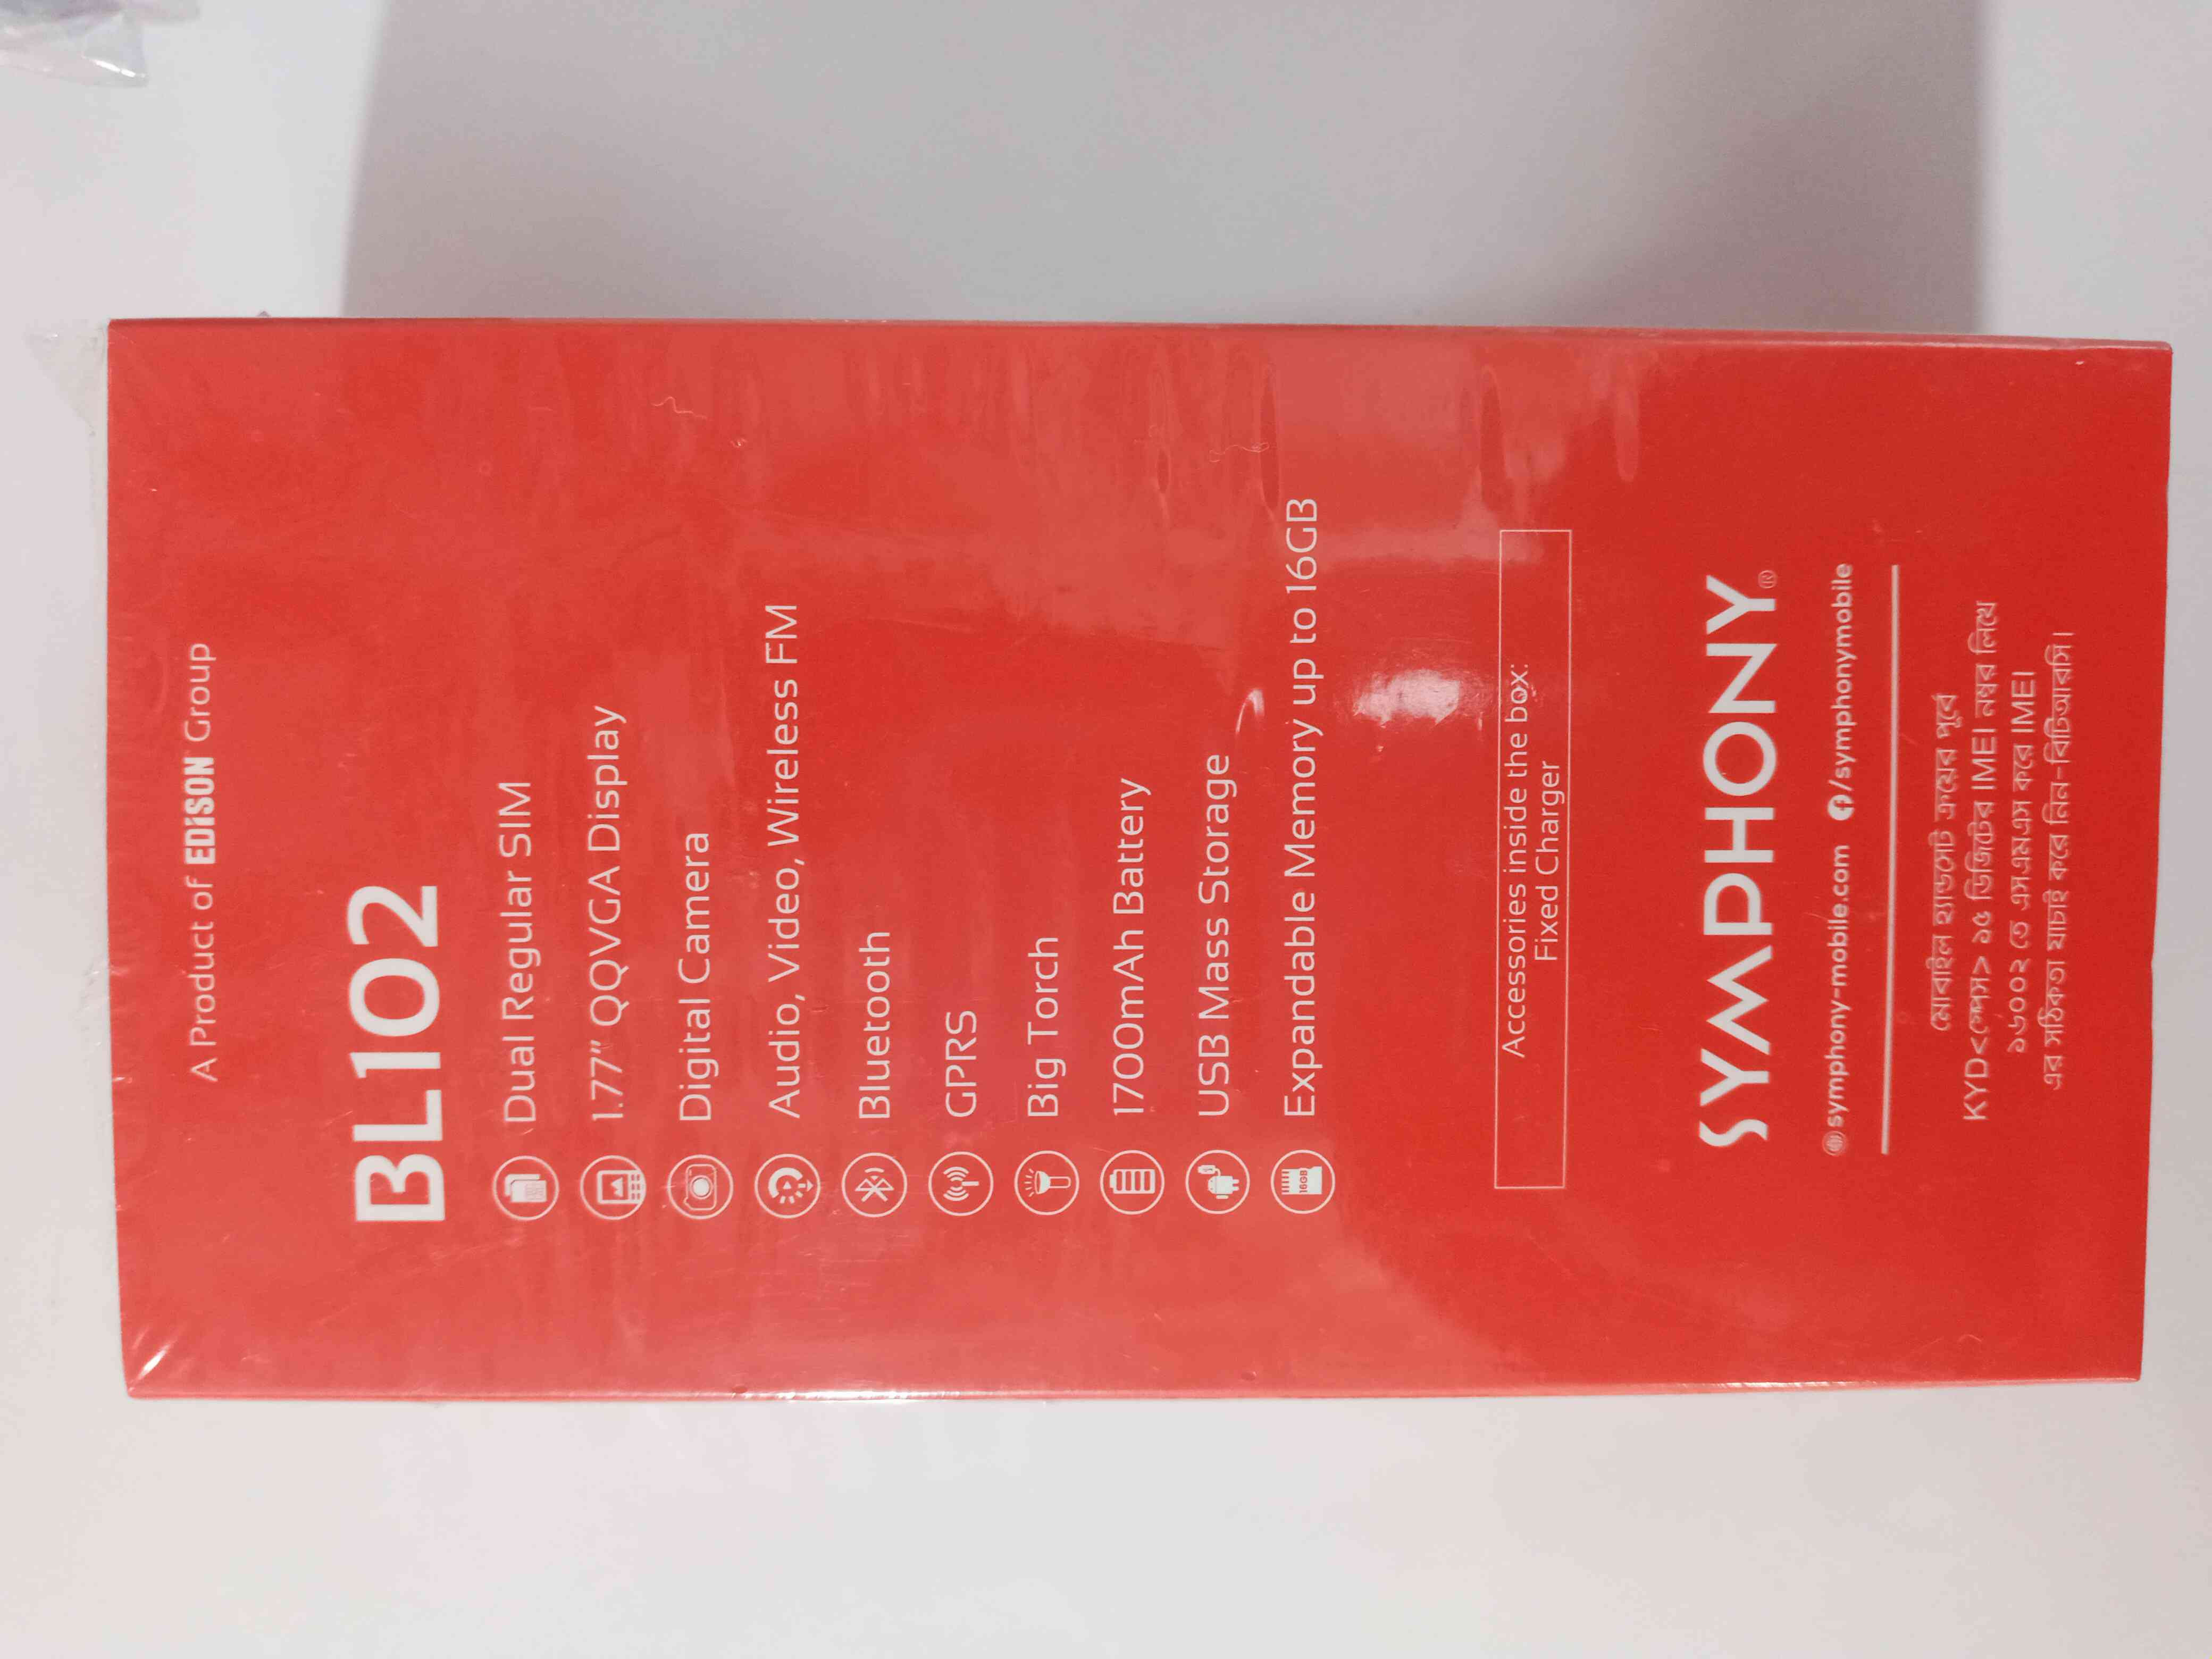 A Product of EDISON Group
BL102
Dual Regular SIM
1.77" QQVGA Display
Digital Camera
Audio, Video, Wireless FM
Bluetooth
GPRS
Big Torch
1700mAh Battery
USB Mass Storage
16GB Expandable Memory up to 16GB
Accessories inside the box:
Fixed Charger
SYMPHONY®
symphony-mobile.com /symphonymobile
মোবাইল হ্যান্ডসেট ক্রয়ের পূর্বে
KYD<স্পেস> ১৫ ডিজিটের IMEI নম্বর লিখে
১৬০০২ তে এসএমএস করে IMEI
এর সঠিকতা যাচাই করে নিন-বিটিআরসি।